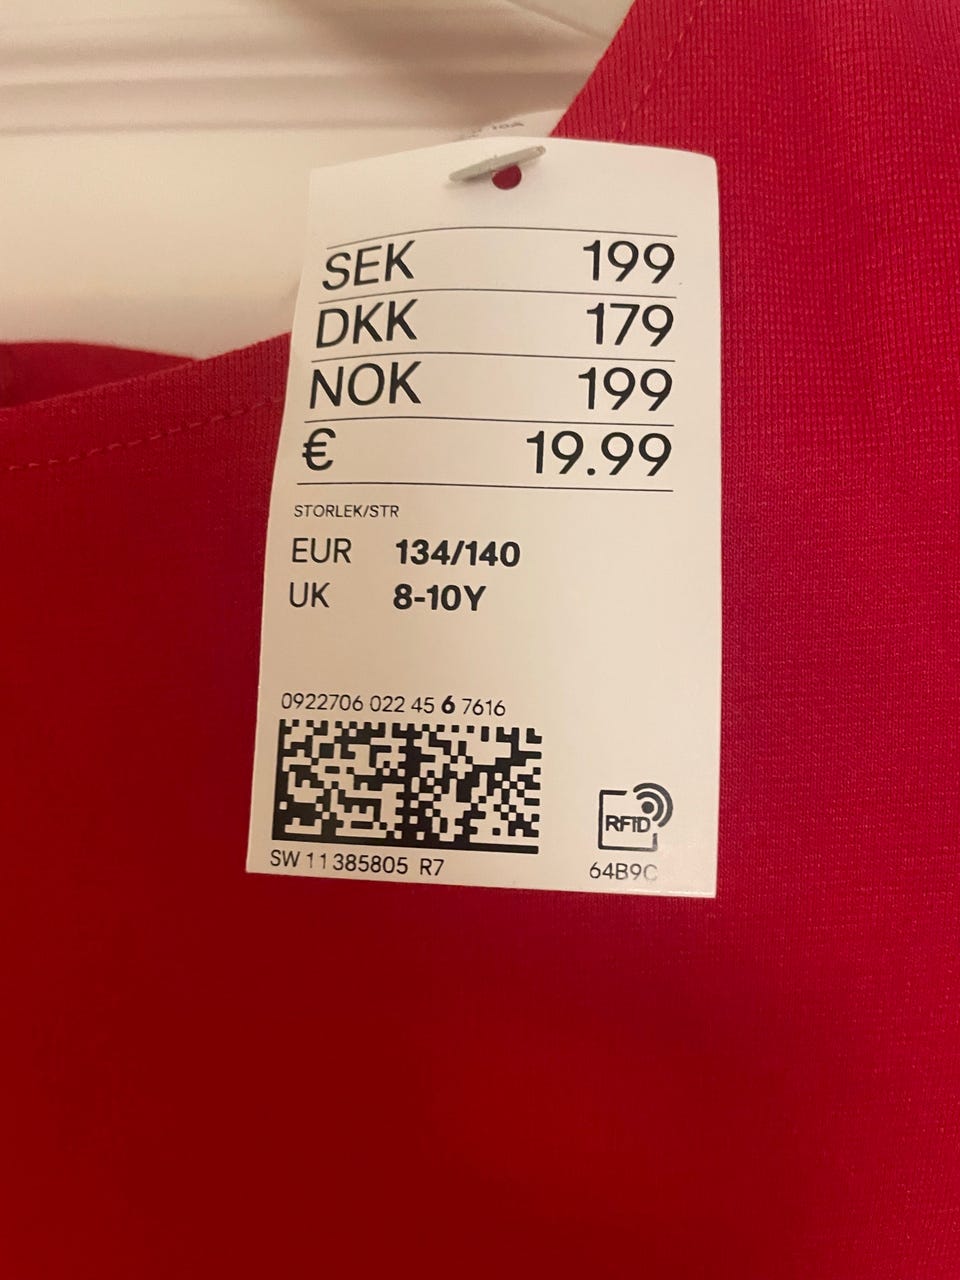 SEK 199
DKK 179
NOK 199
€ 19.99
STORLEK/STR
EUR 134/140
UK 8-10Y
0922706 022 45 6 7616
RFID
SW 11385805 R7
64B9C